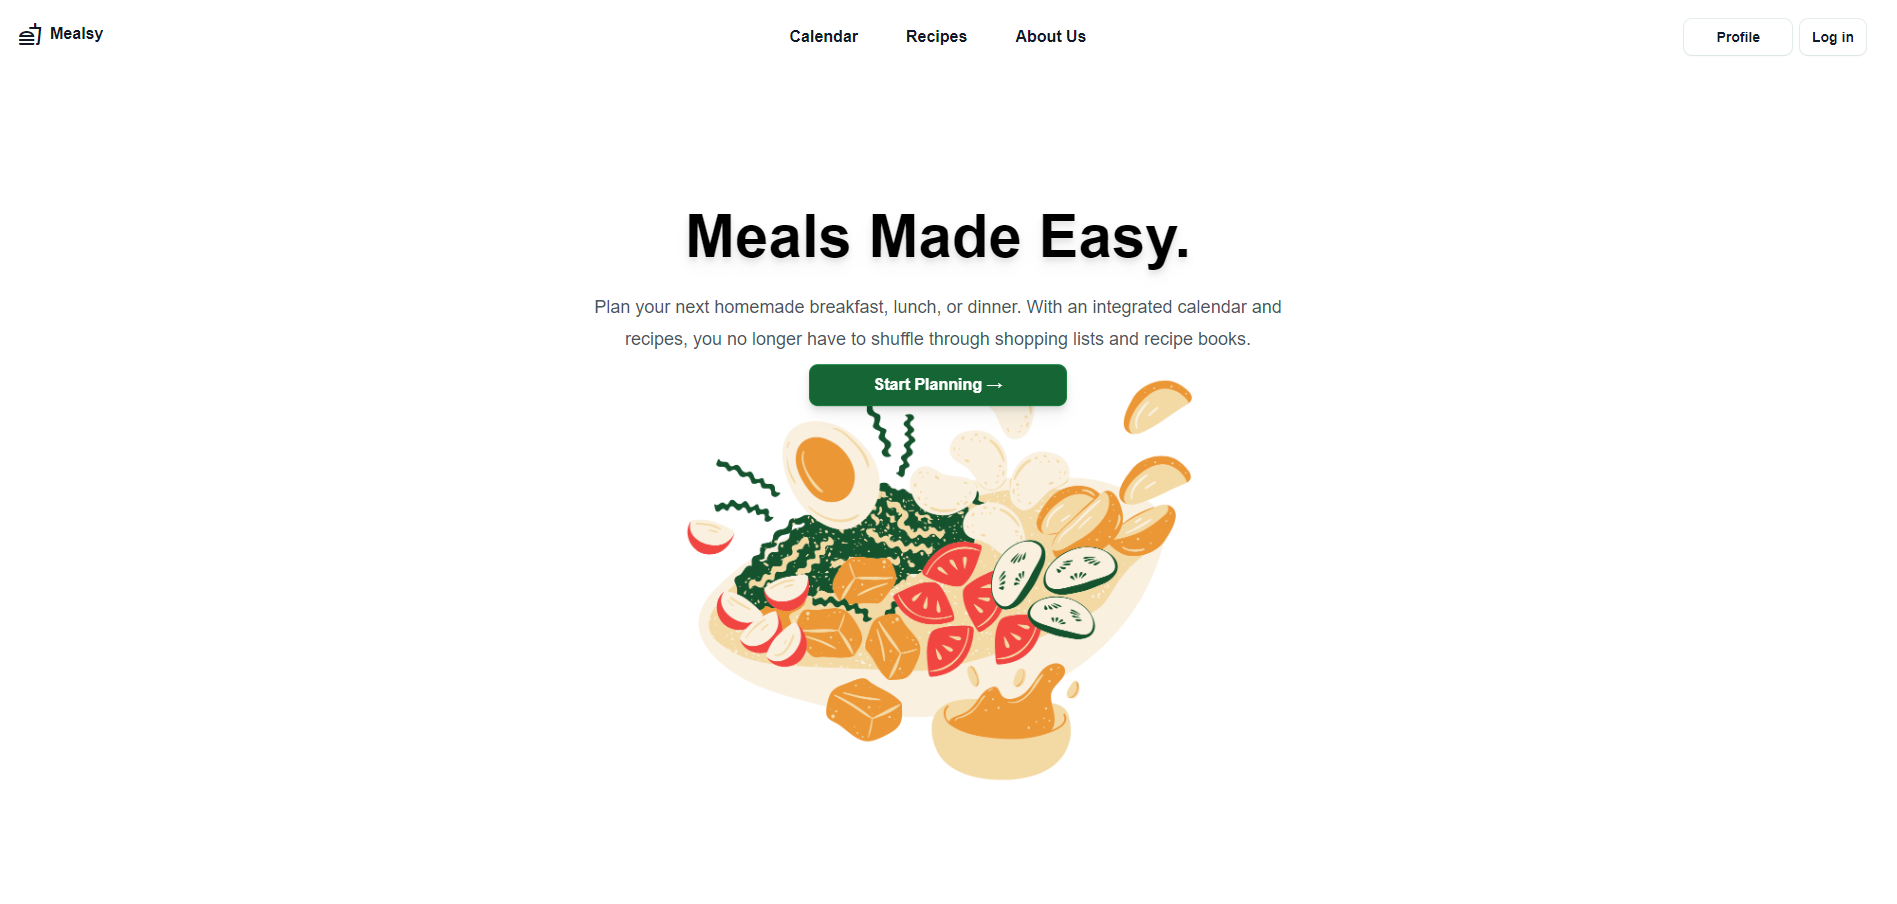 Mealsy
Calendar
Recipes
About Us
Profile
Log in
Meals Made Easy.
Plan your next homemade breakfast, lunch, or dinner. With an integrated calendar and
recipes, you no longer have to shuffle through shopping lists and recipe books.
Start Planning →